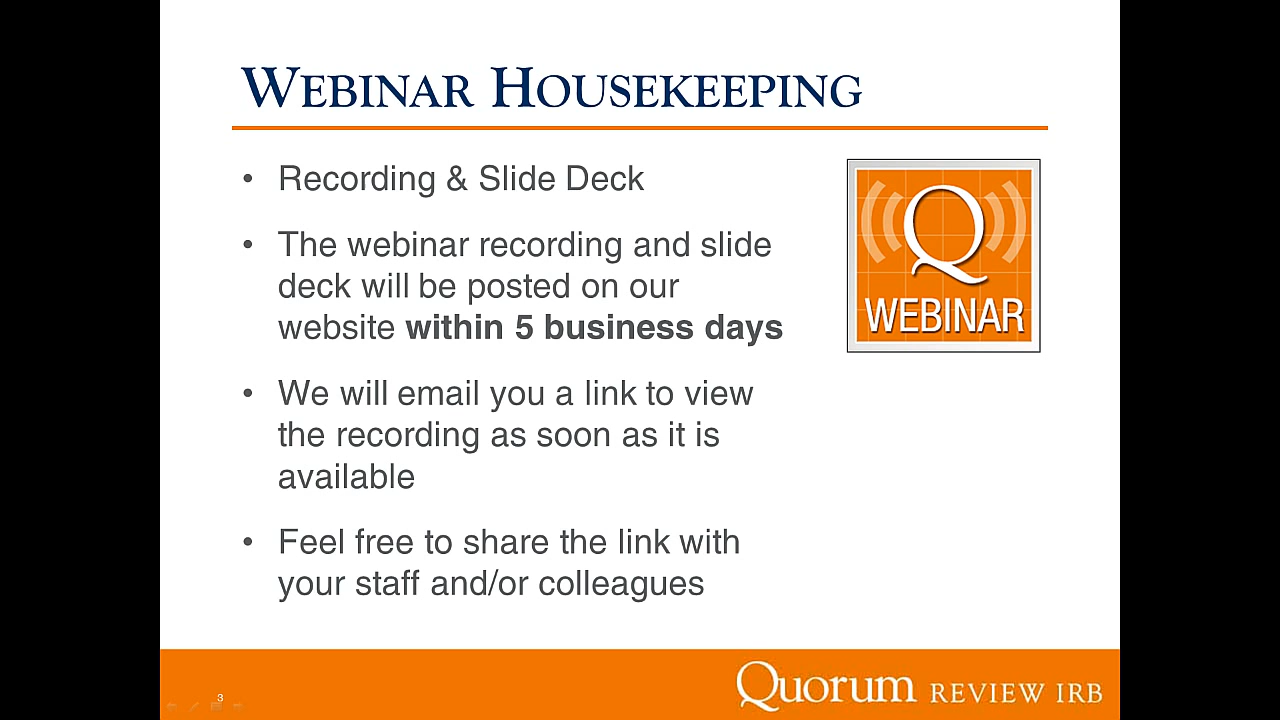 WEBINAR HOUSEKEEPING
• Recording & Slide Deck
• The webinar recording and slide
deck will be posted on our
website within 5 business days
• We will email you a link to view
the recording as soon as it is
available
• Feel free to share the link with
your staff and/or colleagues
Q
WEBINAR
3
Quorum REVIEW IRB